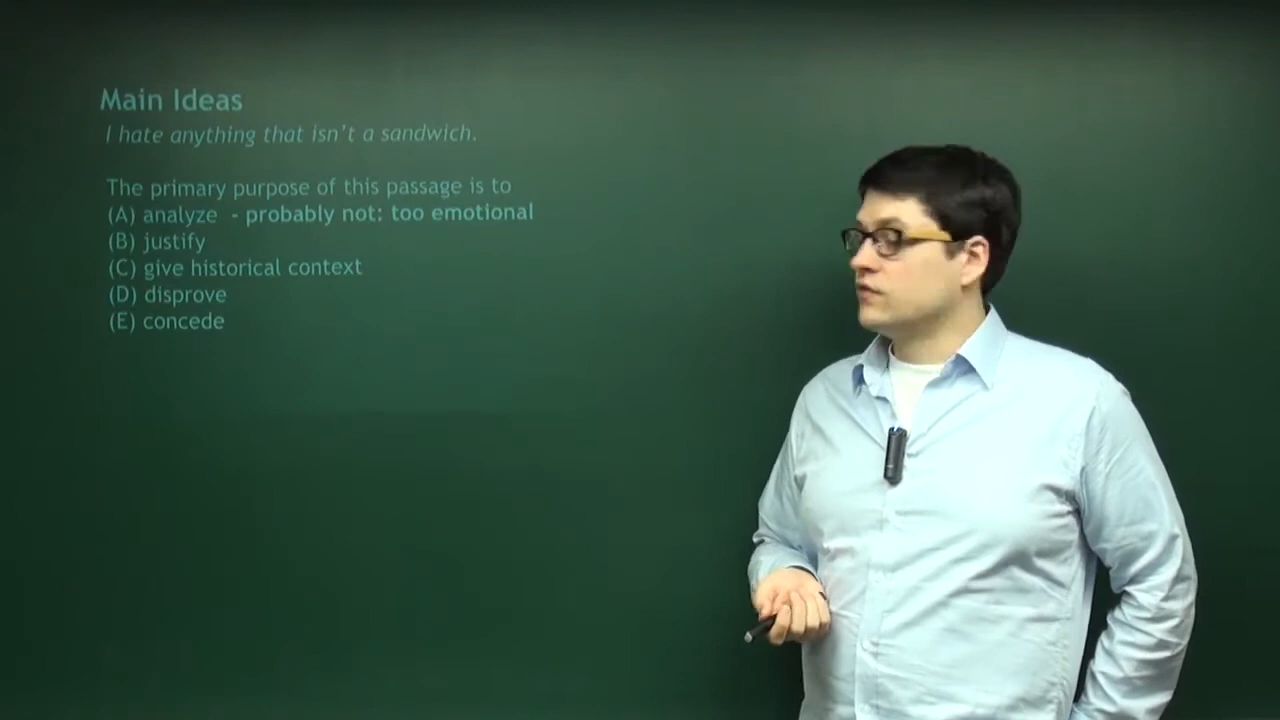 Main Ideas
I hate anything that isn't a sandwich.
The primary purpose of this passage is to
(A) analyze - probably not: too emotional
(B) justify
(C) give historical context
(D) disprove
(E) concede